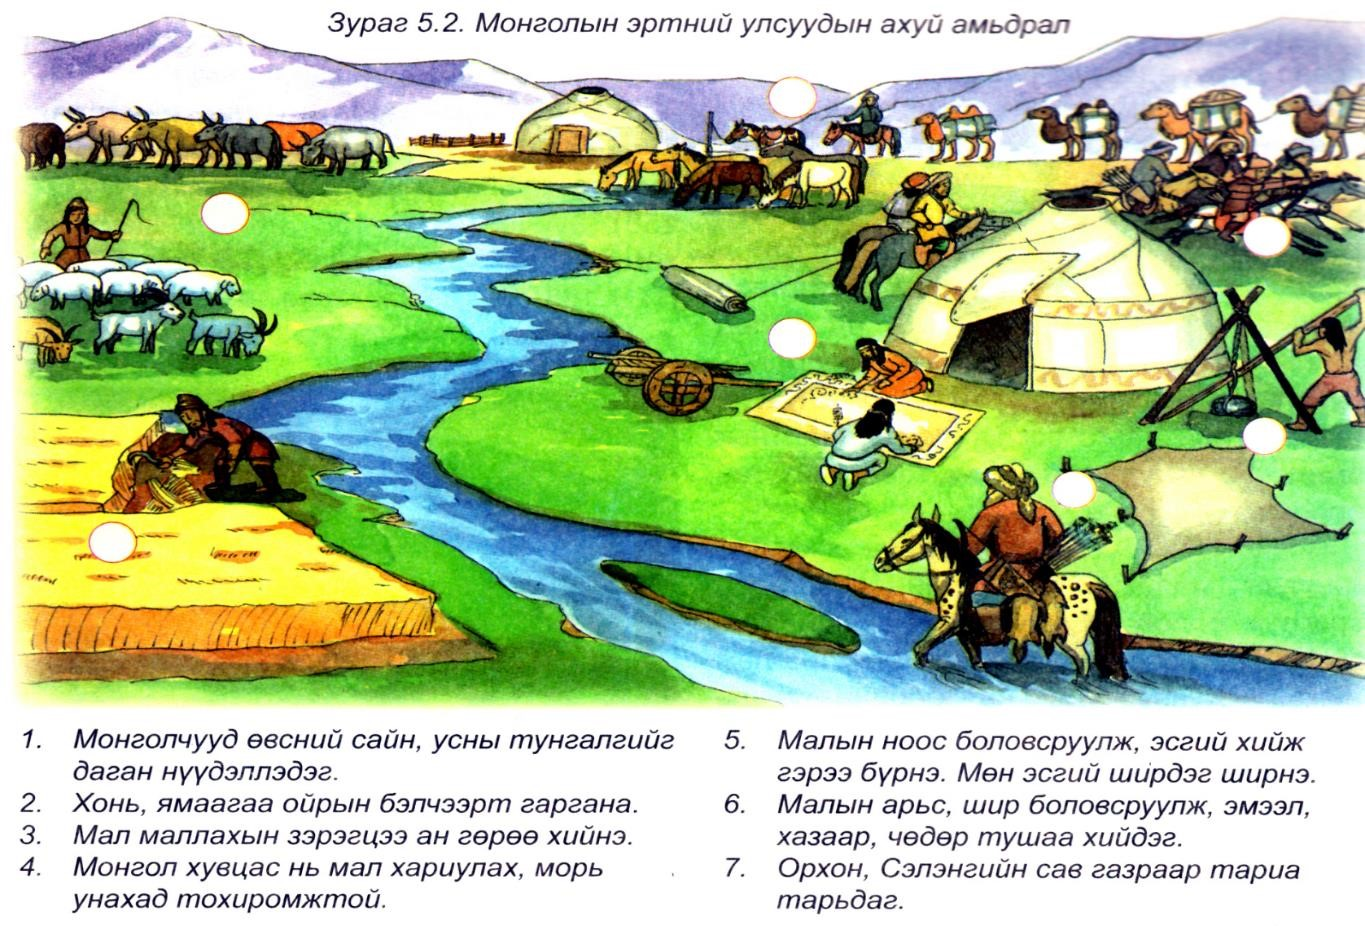 Зураг 5.2. Монголын эртний улсуудын ахуй амьдрал
1. Монголчууд өвсний сайн, усны тунгалгийг
даган нүүдэллэдэг.
2. Хонь, ямаагаа ойрын бэлчээрт гаргана.
3. Мал маллахын зэрэгцээ ан гөрөө хийнэ.
4. Монгол хувцас нь мал хариулах, морь
унахад тохиромжтой.
5. Малын ноос боловсруулж, эсгий хийж
гэрээ бүрнэ. Мөн эсгий ширдэг ширнэ.
6. Малын арьс, шир боловсруулж, эмээл,
хазаар, чөдөр тушаа хийдэг.
7. Орхон, Сэлэнгийн сав газраар тариа
тарьдаг.